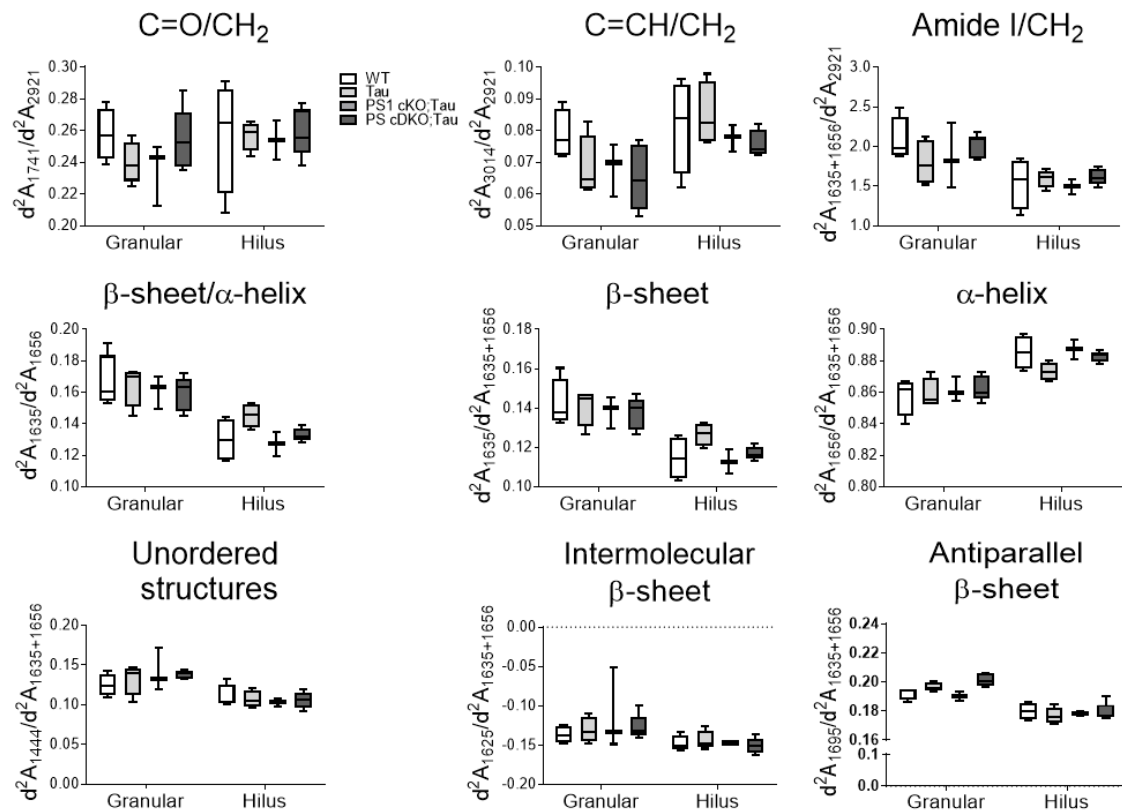 C=O/CH2
d2A1741/d2A2921
0.30
0.28
0.26
0.24
0.22
0.20
Granular
Hilus
WT
Tau
PS1 cKO;Tau
PS cDKO;Tau
C=CH/CH2
d2A3014/d2A2921
0.10
0.09
0.08
0.07
0.06
0.05
Granular
Hilus
Amide I/CH2
d2A1635+1656/d2A2921
3.0
2.5
2.0
1.5
1.0
Granular
Hilus
β-sheet/α-helix
d2A1635/d2A1656
0.20
0.18
0.16
0.14
0.12
0.10
Granular
Hilus
β-sheet
d2A1635/d2A1635+1656
0.18
0.16
0.14
0.12
0.10
Granular
Hilus
α-helix
d2A1656/d2A1635+1656
0.90
0.88
0.86
0.84
0.82
0.80
Granular
Hilus
Unordered
structures
d2A1444/d2A1635+1656
0.20
0.15
0.10
0.05
0.00
Granular
Hilus
Intermolecular
β-sheet
d2A1625/d2A1635+1656
0.00
-0.05
-0.10
-0.15
-0.20
Granular
Hilus
Antiparallel
β-sheet
d2A1695/d2A1635+1656
0.24
0.22
0.20
0.18
0.16
0.1
0.0
Granular
Hilus